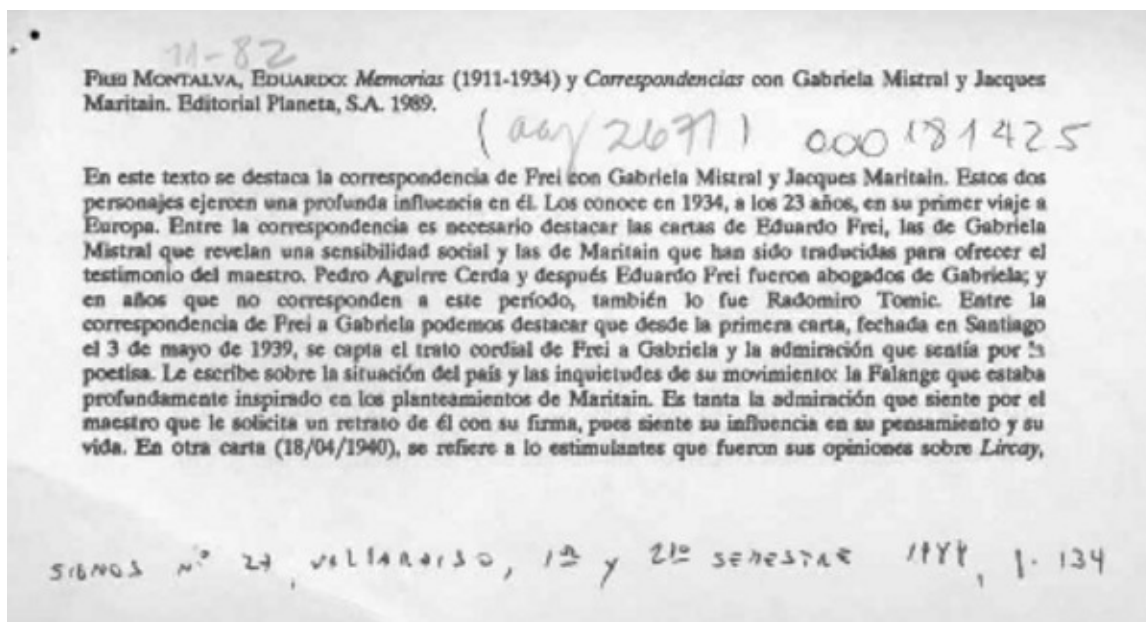 11-82
FREI MONTALVA, EDUARDO: Memorias (1911-1934) y Correspondencias con Gabriela Mistral y Jacques
Maritain. Editorial Planeta, S.A. 1989.
(aay 2671) 000181425
En este texto se destaca la correspondencia de Frei con Gabriela Mistral y Jacques Maritain. Estos dos
personajes ejercen una profunda influencia en él. Los conoce en 1934, a los 23 años, en su primer viaje a
Europa. Entre la correspondencia es necesario destacar las cartas de Eduardo Frei, las de Gabriela
Mistral que revelan una sensibilidad social y las de Maritain que han sido traducidas para ofrecer el
testimonio del maestro. Pedro Aguirre Cerda y después Eduardo Frei fueron abogados de Gabriela; y
en años que no corresponden a este período, también lo fue Radomiro Tomic. Entre la
correspondencia de Frei a Gabriela podemos destacar que desde la primera carta, fechada en Santiago
el 3 de mayo de 1939, se capta el trato cordial de Frei a Gabriela y la admiración que sentía por la
poetisa. Le escribe sobre la situación del país y las inquietudes de su movimiento: la Falange que estaba
profundamente inspirado en los planteamientos de Maritain. Es tanta la admiración que siente por el
maestro que le solicita un retrato de él con su firma, pues siente su influencia en su pensamiento y su
vida. En otra carta (18/04/1940), se refiere a lo estimulantes que fueron sus opiniones sobre Lircay,
SIGNOS Nº 27, VALPARAISO, 1º y 2do SEMESTRE p. 134